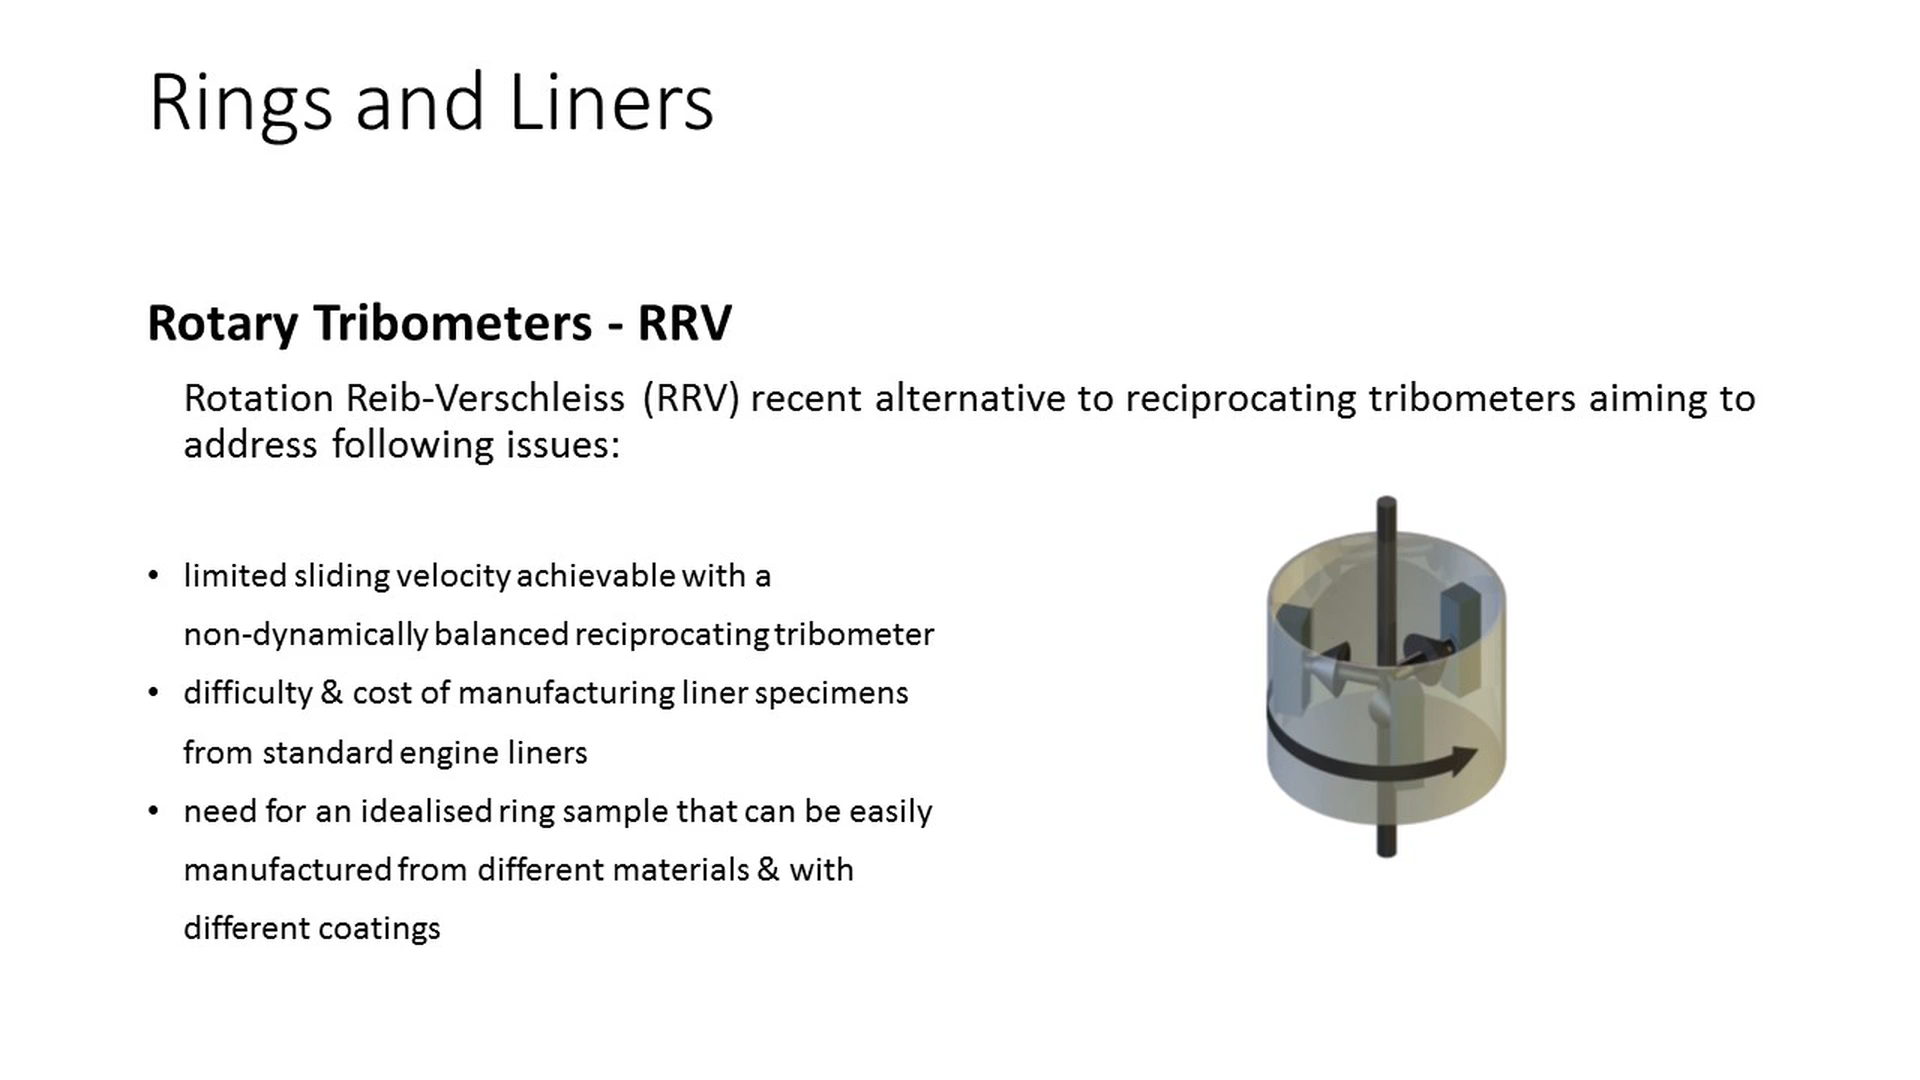 Rings and Liners
Rotary Tribometers - RRV
Rotation Reib-Verschleiss (RRV) recent alternative to reciprocating tribometers aiming to
address following issues:
• limited sliding velocity achievable with a
non-dynamically balanced reciprocating tribometer
• difficulty & cost of manufacturing liner specimens
from standard engine liners
• need for an idealised ring sample that can be easily
manufactured from different materials & with
different coatings